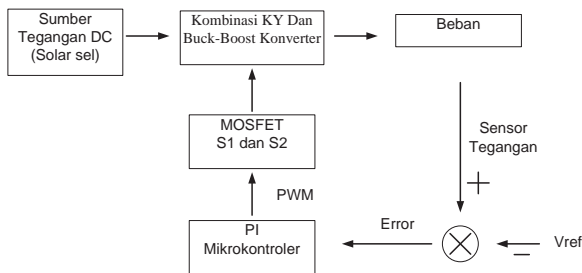 Sumber
Tegangan DC
(Solar sel)
Kombinasi KY Dan
Buck-Boost Konverter
Beban
MOSFET
S1 dan S2
Sensor
Tegangan
+
PWM
PI
Mikrokontroler
Error
Vref
−